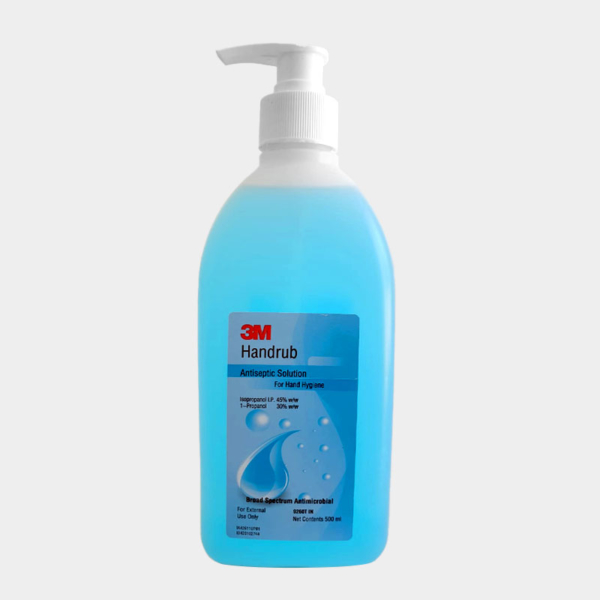 3M
Handrub
Antiseptic Solution
For Hand Hygiene
Isopropanol I.P. 45% w/w
1-Propanol 30% w/w
Broad Spectrum Antimicrobial
For External
Use Only
Net Contents 500 ml